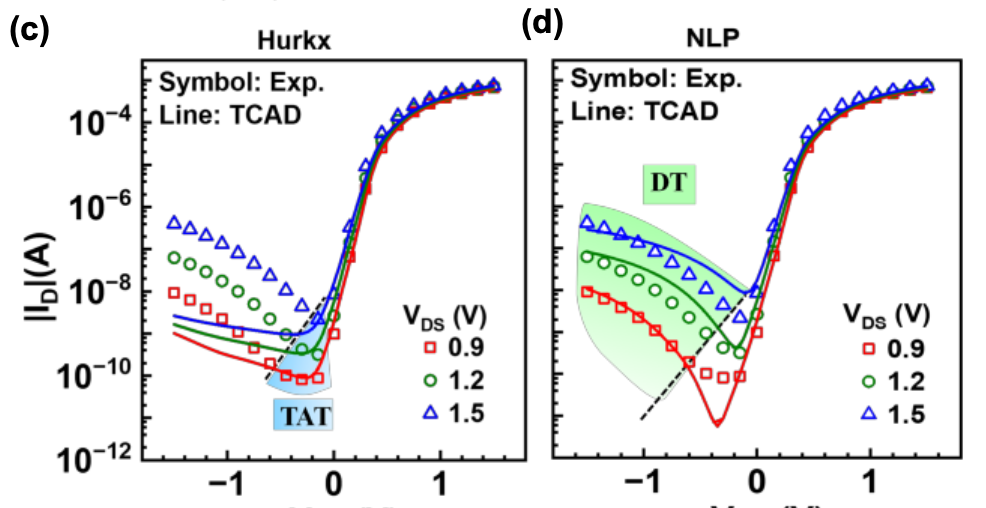 (c)
Hurkx
Symbol: Exp.
Line: TCAD
|I_D|(A)
10⁻⁴
10⁻⁶
10⁻⁸
10⁻¹⁰
10⁻¹²
V_DS (V)
0.9
1.2
1.5
TAT
−1
0
1
(d)
NLP
Symbol: Exp.
Line: TCAD
DT
V_DS (V)
0.9
1.2
1.5
−1
0
1